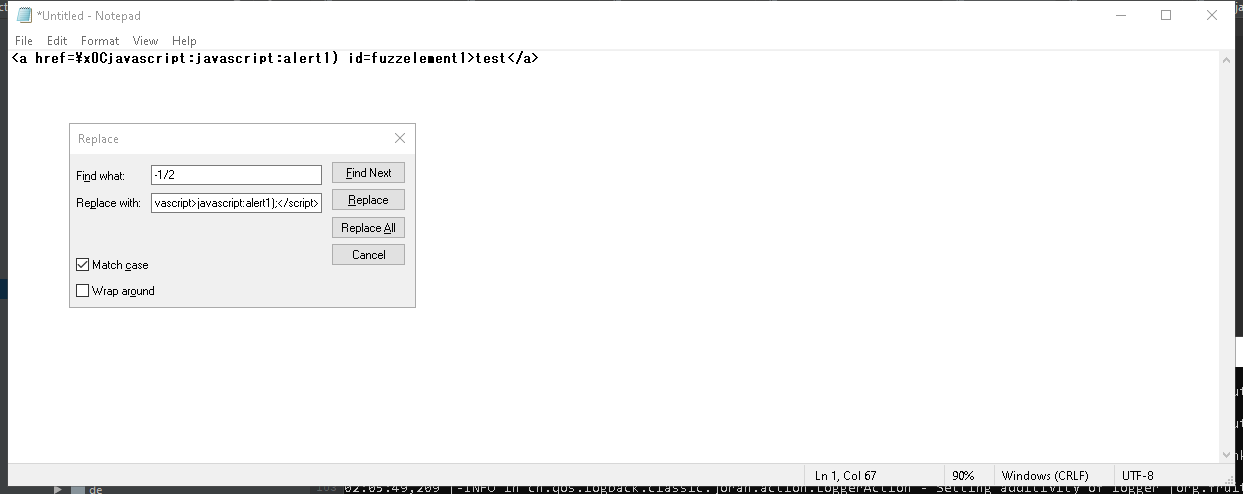 *Untitled - Notepad
File Edit Format View Help
<a href=¥x0Cjavascript:javascript:alert1) id=fuzzelement1>test</a>
Replace
Find what:
-1/2
Find Next
Replace with:
vascript>javascript:alert1);</script>
Replace
Replace All
Cancel
Match case
Wrap around
Ln 1, Col 67
90%
Windows (CRLF)
UTF-8
de
02:05:49,209 |-INFO in ch.qos.logback.classic.joran.action.LoggerAction - Setting additivity of logger